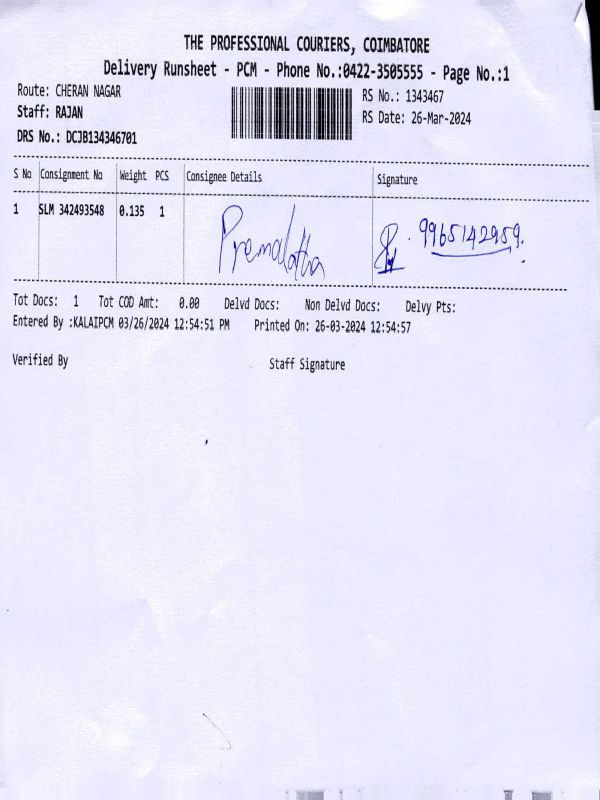 THE PROFESSIONAL COURIERS, COIMBATORE
Delivery Runsheet - PCM - Phone No.:0422-3505555 - Page No.:1
Route: CHERAN NAGAR
RS No.: 1343467
Staff: RAJAN
RS Date: 26-Mar-2024
DRS No.: DCJB134346701
S No Consignment No Weight PCS Consignee Details Signature
1 SLM 342493548 0.135 1 Premalatha 9965142959.
Tot Docs: 1 Tot COD Amt: 0.00 Delvd Docs: Non Delvd Docs: Delvy Pts:
Entered By :KALAIPCM 03/26/2024 12:54:51 PM Printed On: 26-03-2024 12:54:57
Verified By Staff Signature